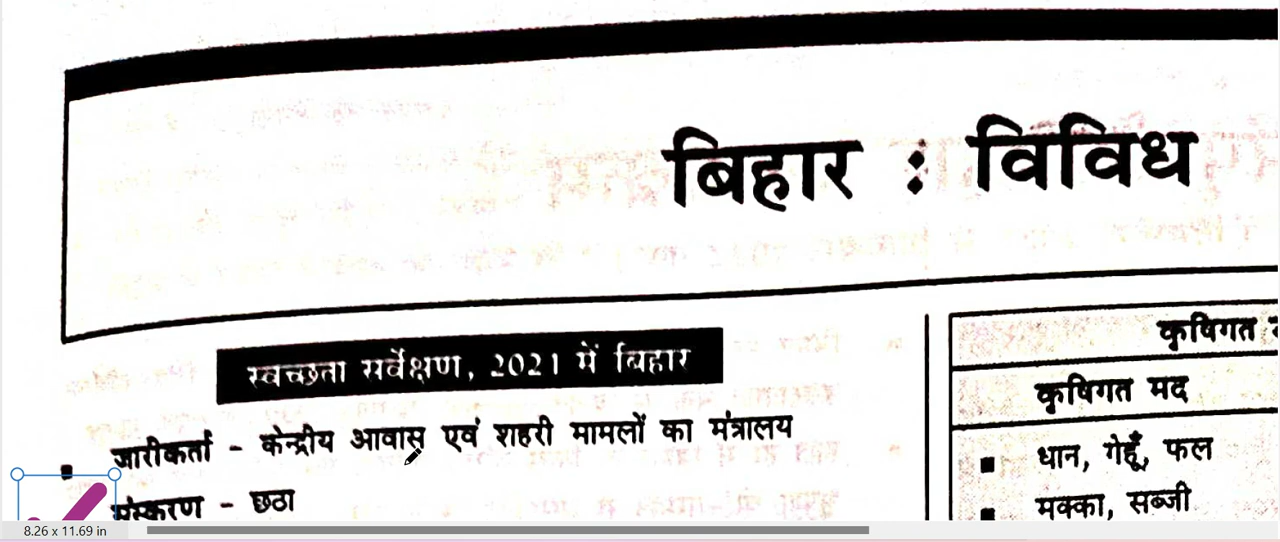 बिहार : विविध
स्वच्छता सर्वेक्षण, 2021 में बिहार
जारीकर्ता - केन्द्रीय आवास एवं शहरी मामलों का मंत्रालय
संस्करण - छठा
कृषिगत
कृषिगत मद
धान, गेहूँ, फल
मक्का, सब्जी
8.26 x 11.69 in